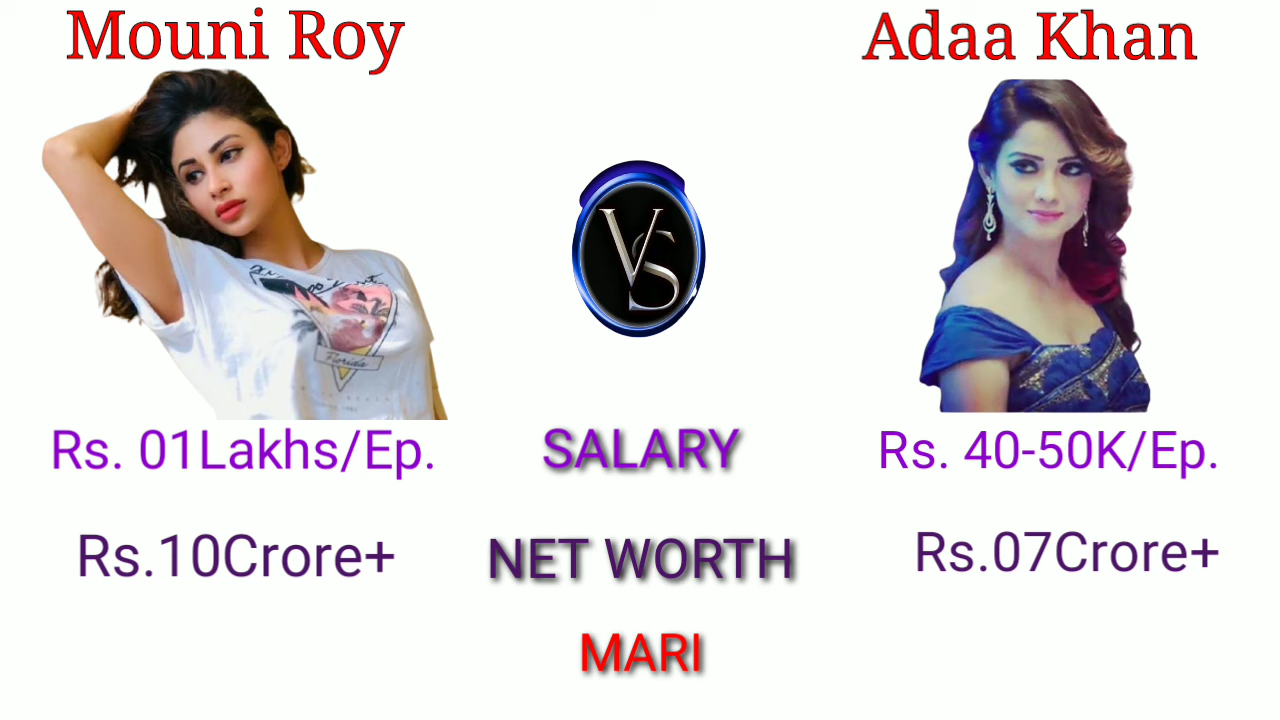 Mouni Roy
Adaa Khan
VS
Florida
Rs. 01Lakhs/Ep.
SALARY
Rs. 40-50K/Ep.
Rs.10Crore+
NET WORTH
Rs.07Crore+
MARI